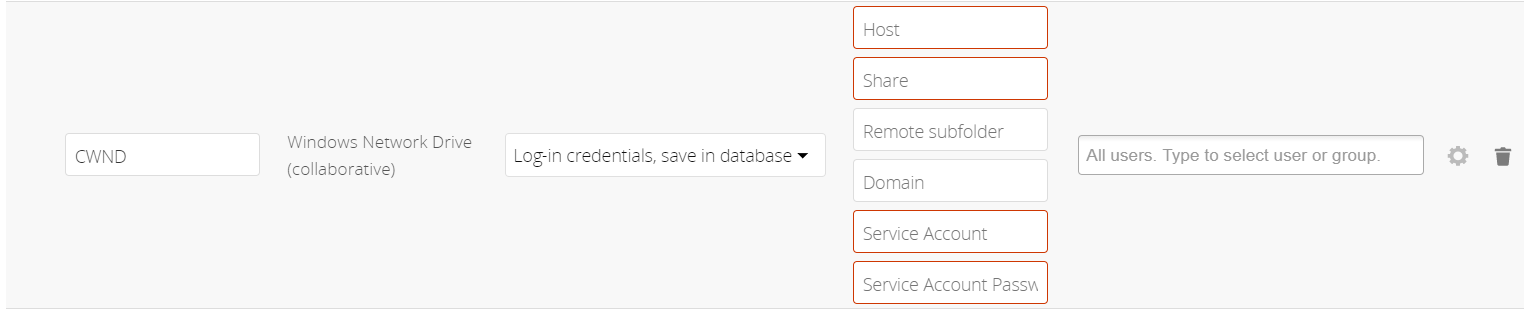 CWND
Windows Network Drive
(collaborative)
Log-in credentials, save in database
Host
Share
Remote subfolder
Domain
Service Account
Service Account Passw
All users. Type to select user or group.